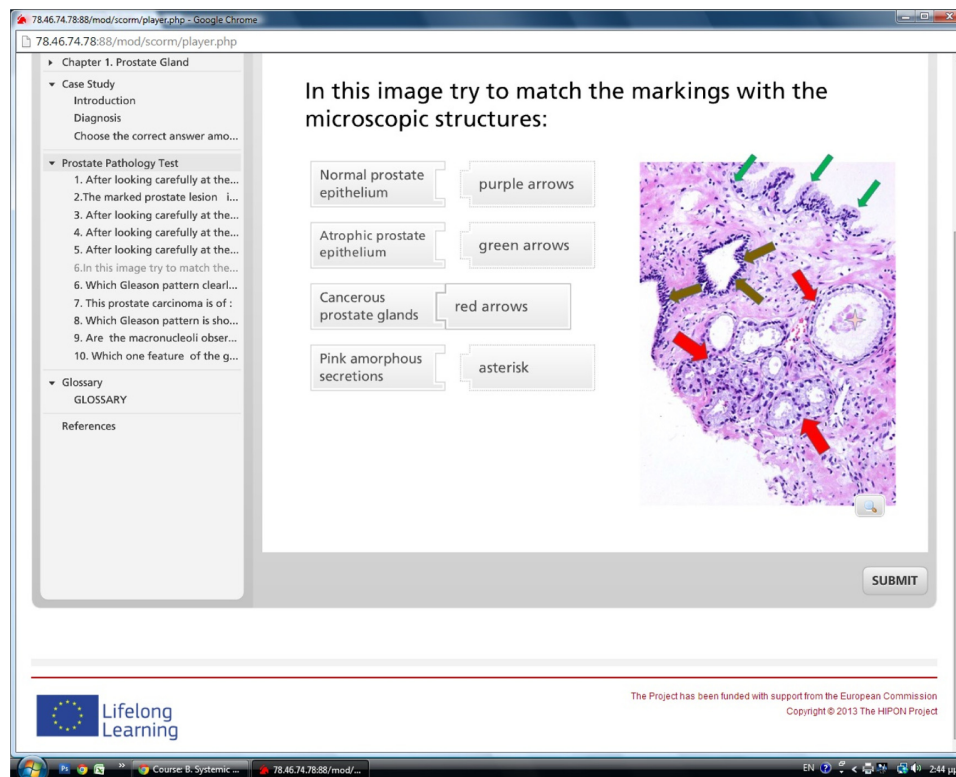 78.46.74.78:88/mod/scorm/player.php - Google Chrome
78.46.74.78:88/mod/scorm/player.php
Chapter 1. Prostate Gland
Case Study
Introduction
Diagnosis
Choose the correct answer amo...
Prostate Pathology Test
1. After looking carefully at the...
2.The marked prostate lesion i...
3. After looking carefully at the...
4. After looking carefully at the...
5. After looking carefully at the...
6.In this image try to match the...
6. Which Gleason pattern clearl...
7. This prostate carcinoma is of :
8. Which Gleason pattern is sho...
9. Are the macronucleoli obser...
10. Which one feature of the g...
Glossary
GLOSSARY
References
In this image try to match the markings with the
microscopic structures:
Normal prostate
epithelium
purple arrows
Atrophic prostate
epithelium
green arrows
Cancerous
prostate glands
red arrows
Pink amorphous
secretions
asterisk
SUBMIT
Lifelong
Learning
The Project has been funded with support from the European Commission
Copyright © 2013 The HIPON Project
Ps
Course: B. Systemic ...
78.46.74.78:88/mod/...
EN
2:44 μμ